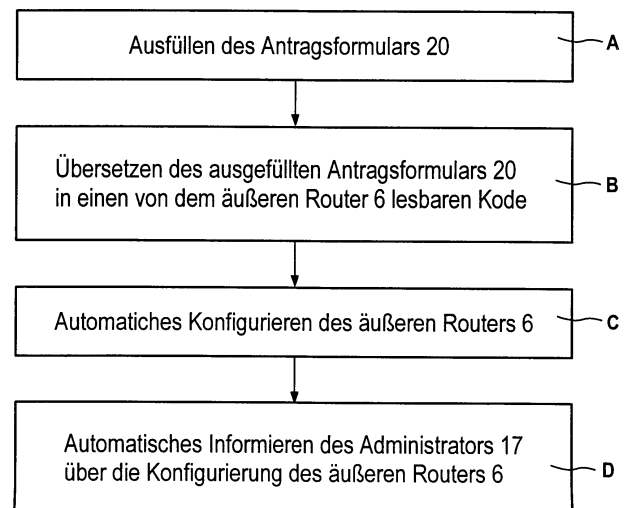 Ausfüllen des Antragsformulars 20
A
Übersetzen des ausgefüllten Antragsformulars 20
in einen von dem äußeren Router 6 lesbaren Kode
B
Automatiches Konfigurieren des äußeren Routers 6
C
Automatisches Informieren des Administrators 17
über die Konfigurierung des äußeren Routers 6
D